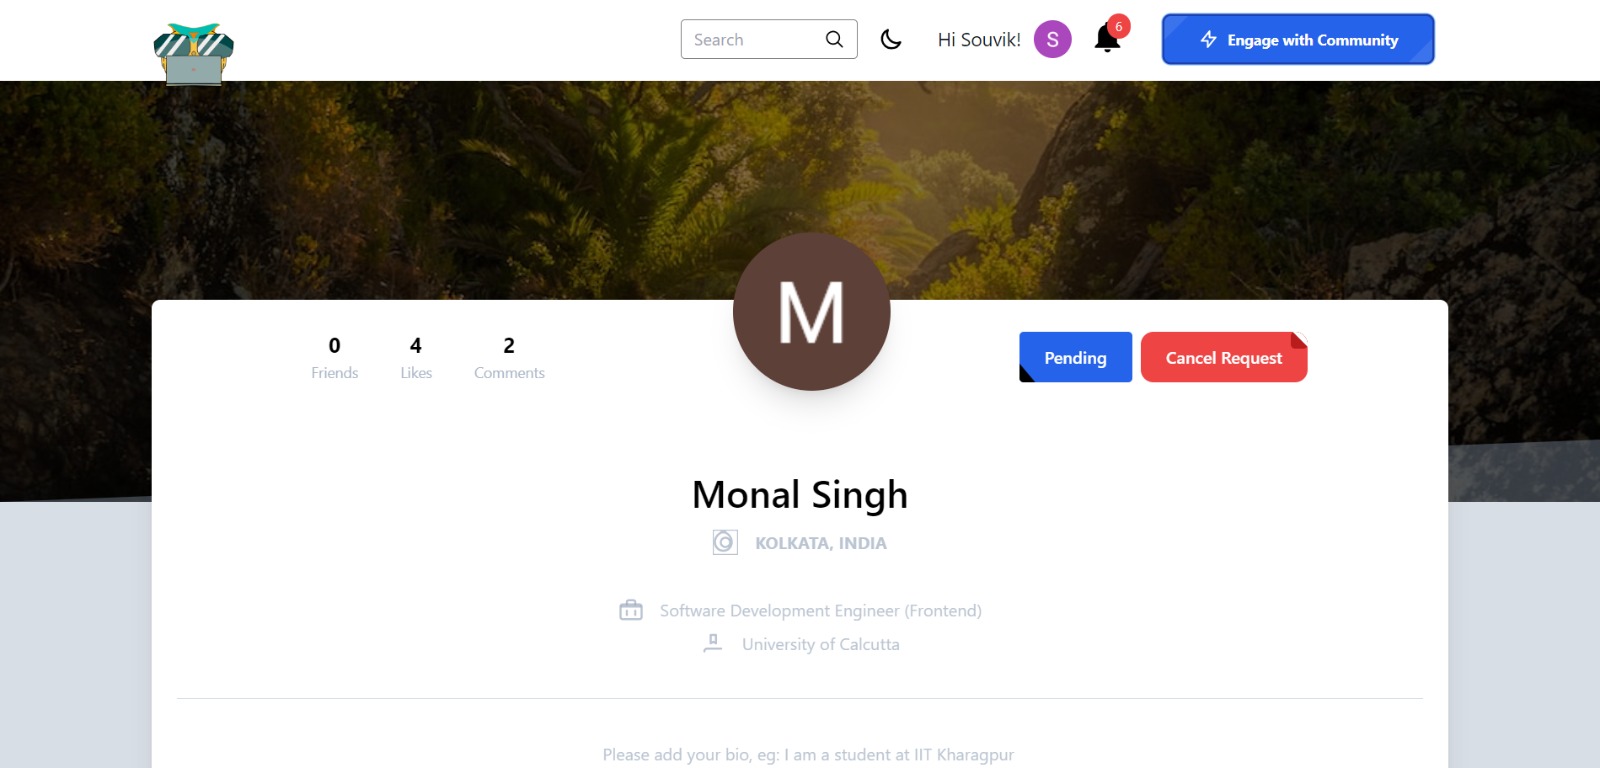 Search
Hi Souvik!
S
6
Engage with Community
M
0
Friends
4
Likes
2
Comments
Pending
Cancel Request
Monal Singh
KOLKATA, INDIA
Software Development Engineer (Frontend)
University of Calcutta
Please add your bio, eg: I am a student at IIT Kharagpur